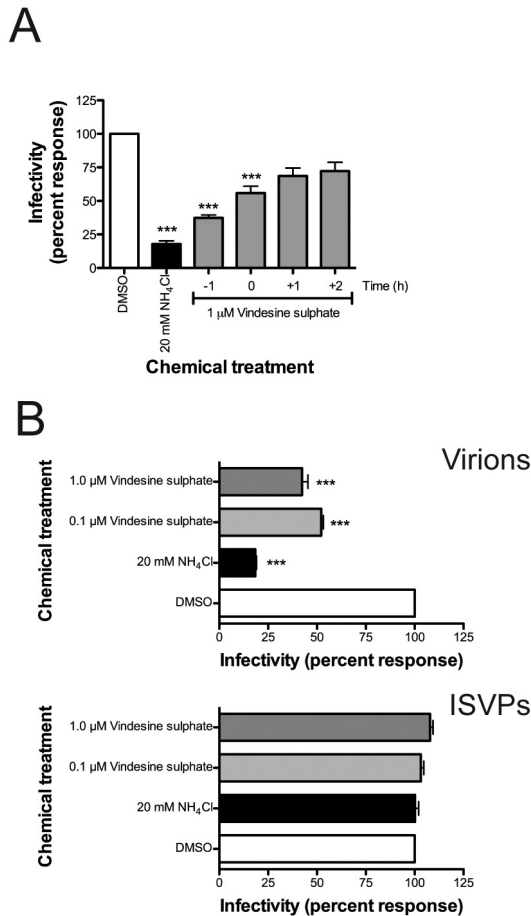 A
Infectivity
(percent response)
125
100
75
50
25
0
***
***
***
DMSO
20 mM NH₄Cl
-1
0
+1
+2
Time (h)
1 µM Vindesine sulphate
Chemical treatment
B
Virions
Chemical treatment
1.0 µM Vindesine sulphate
***
0.1 µM Vindesine sulphate
***
20 mM NH₄Cl
***
DMSO
0
25
50
75
100
125
Infectivity (percent response)
ISVPs
Chemical treatment
1.0 µM Vindesine sulphate
0.1 µM Vindesine sulphate
20 mM NH₄Cl
DMSO
0
25
50
75
100
125
Infectivity (percent response)